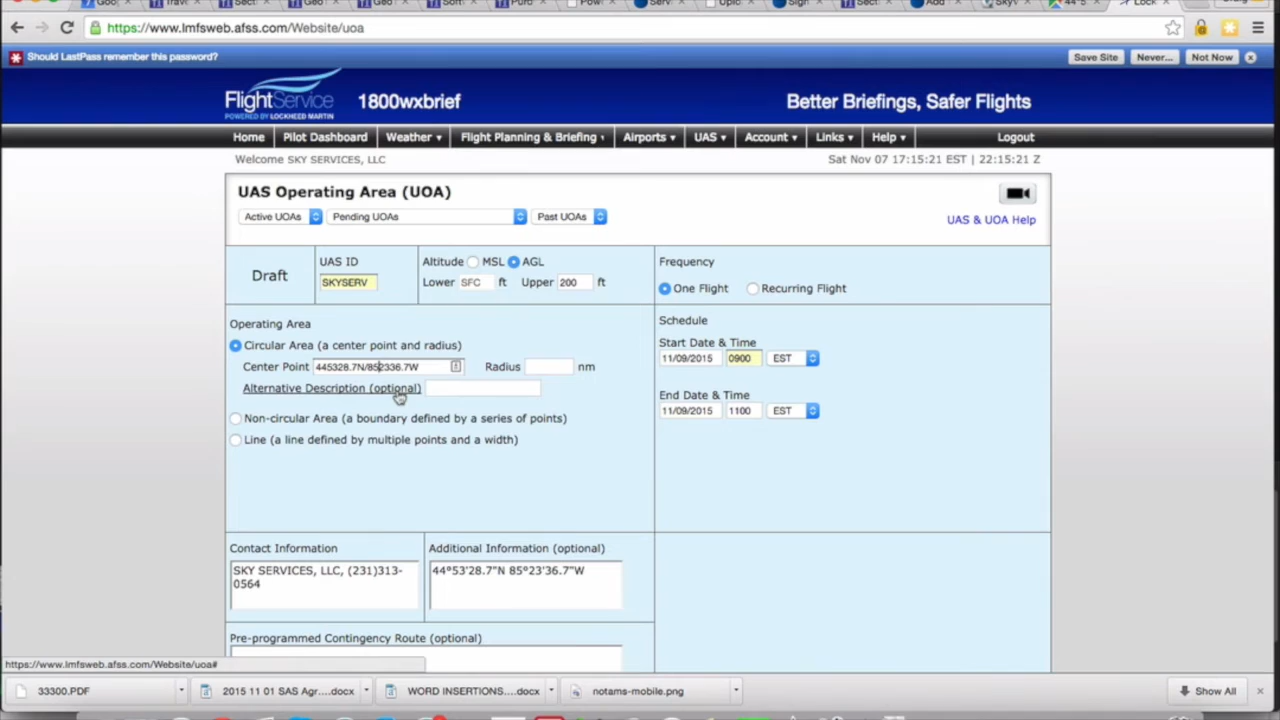 https://www.lmfsweb.afss.com/Website/uoa
Should LastPass remember this password?
Save Site Never... Not Now
FlightService
POWERED BY LOCKHEED MARTIN
1800wxbrief
Better Briefings, Safer Flights
Home Pilot Dashboard Weather Flight Planning & Briefing Airports UAS Account Links Help Logout
Welcome SKY SERVICES, LLC
Sat Nov 07 17:15:21 EST | 22:15:21 Z
UAS Operating Area (UOA)
Active UOAs Pending UOAs Past UOAs
UAS & UOA Help
Draft
UAS ID
SKYSERV
Altitude MSL AGL
Lower SFC ft Upper 200 ft
Frequency
One Flight Recurring Flight
Operating Area
Circular Area (a center point and radius)
Center Point 445328.7N/852336.7W Radius nm
Alternative Description (optional)
Non-circular Area (a boundary defined by a series of points)
Line (a line defined by multiple points and a width)
Schedule
Start Date & Time
11/09/2015 0900 EST
End Date & Time
11/09/2015 1100 EST
Contact Information
SKY SERVICES, LLC, (231)313-
0564
Additional Information (optional)
44°53'28.7"N 85°23'36.7"W
Pre-programmed Contingency Route (optional)
https://www.lmfsweb.afss.com/Website/uoa#
33300.PDF
2015 11 01 SAS Agr....docx
WORD INSERTIONS....docx
notams-mobile.png
Show All